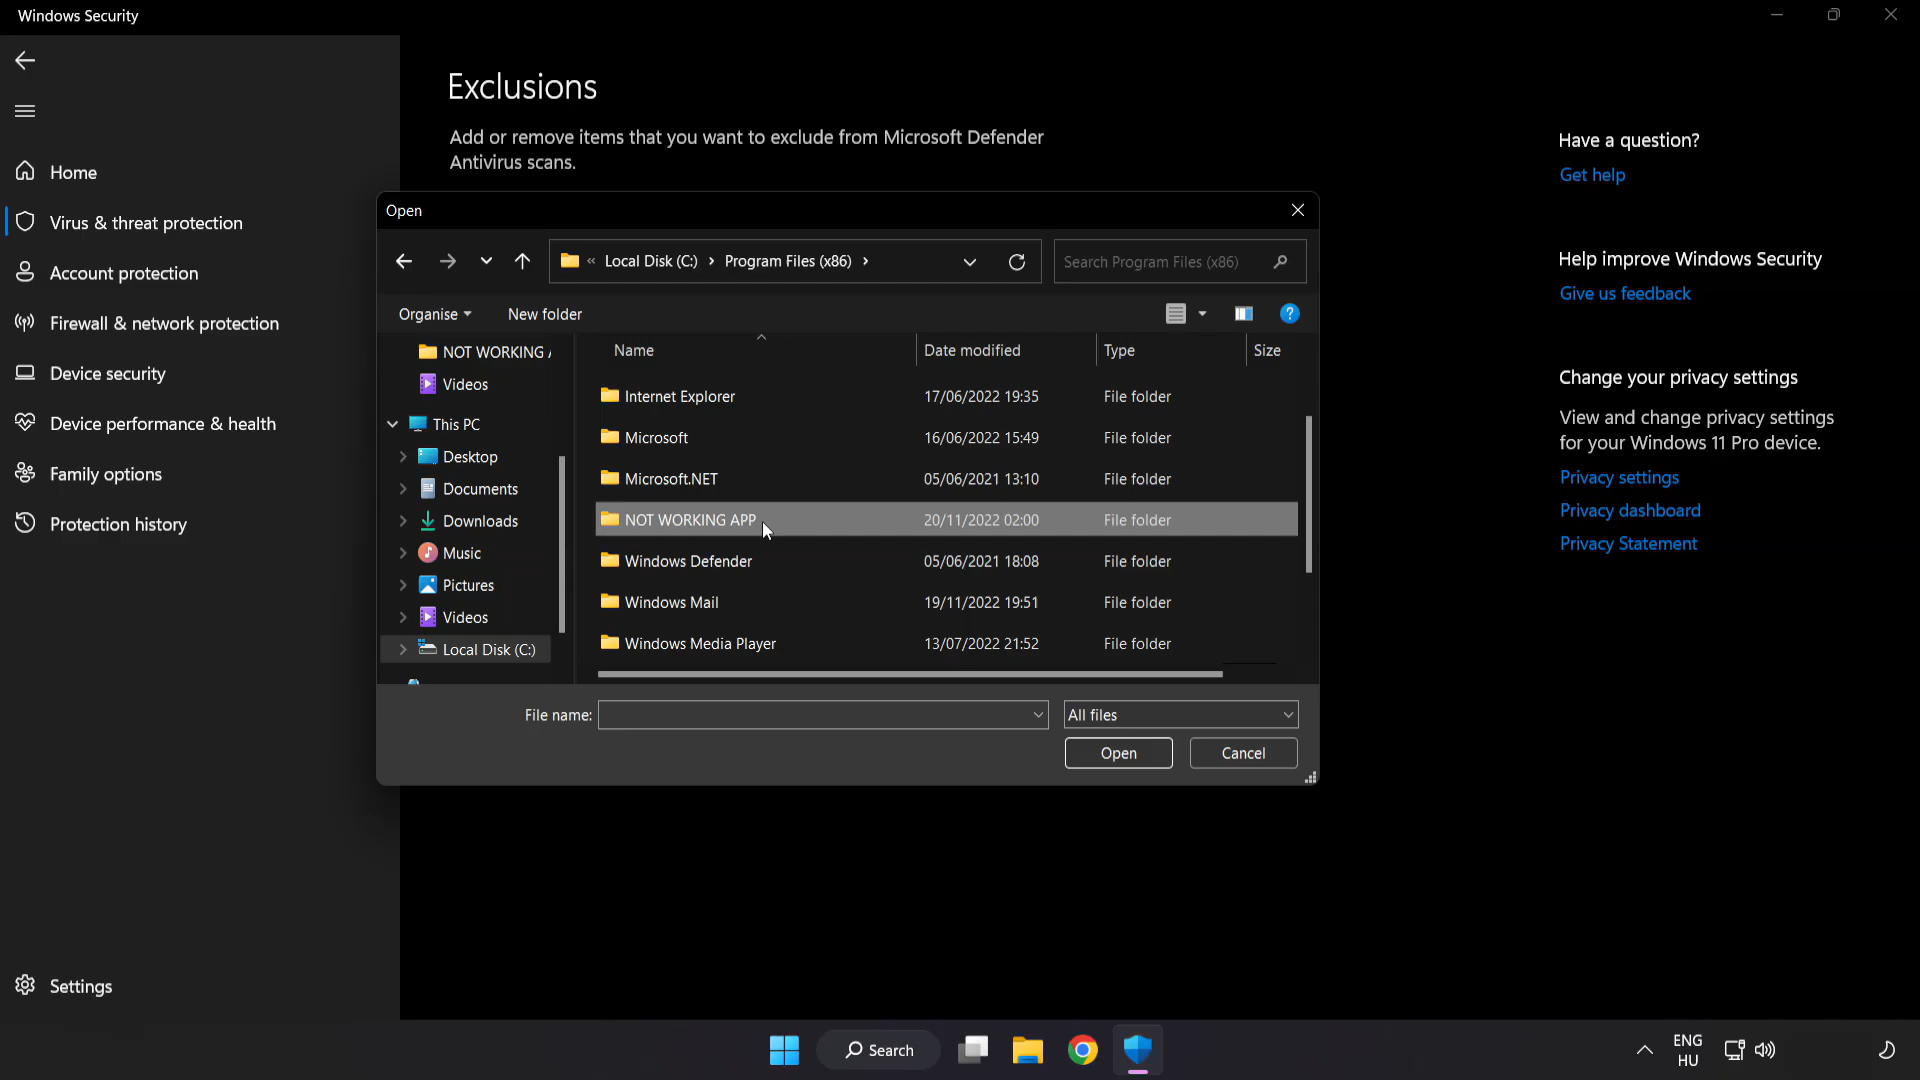 Windows Security
Home
Virus & threat protection
Account protection
Firewall & network protection
Device security
Device performance & health
Family options
Protection history
Settings
Exclusions
Add or remove items that you want to exclude from Microsoft Defender
Antivirus scans.
Open
« Local Disk (C:) › Program Files (x86) ›
Search Program Files (x86)
Organise
New folder
?
NOT WORKING
Videos
This PC
Desktop
Documents
Downloads
Music
Pictures
Videos
Local Disk (C:)
Name Date modified Type Size
Internet Explorer 17/06/2022 19:35 File folder
Microsoft 16/06/2022 15:49 File folder
Microsoft.NET 05/06/2021 13:10 File folder
NOT WORKING APP 20/11/2022 02:00 File folder
Windows Defender 05/06/2021 18:08 File folder
Windows Mail 19/11/2022 19:51 File folder
Windows Media Player 13/07/2022 21:52 File folder
File name:
All files
Open Cancel
Have a question?
Get help
Help improve Windows Security
Give us feedback
Change your privacy settings
View and change privacy settings
for your Windows 11 Pro device.
Privacy settings
Privacy dashboard
Privacy Statement
Search
ENG
HU